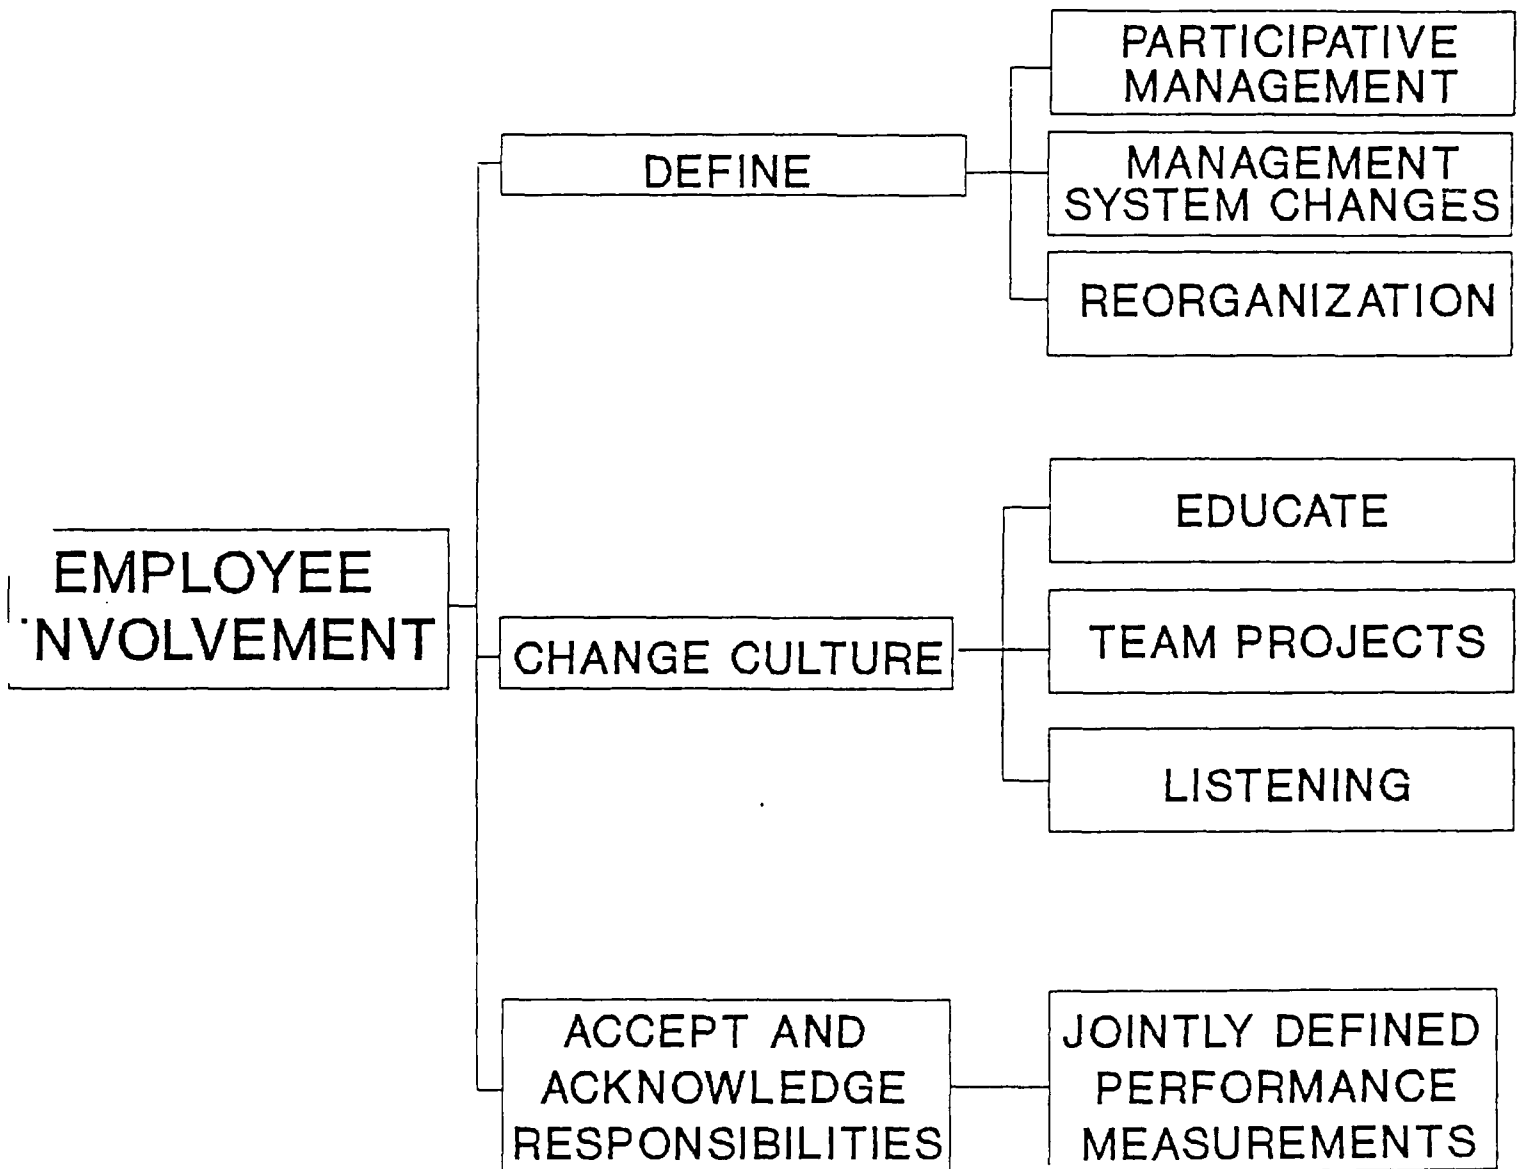 PARTICIPATIVE
MANAGEMENT
DEFINE
MANAGEMENT
SYSTEM CHANGES
REORGANIZATION
EDUCATE
EMPLOYEE
INVOLVEMENT
CHANGE CULTURE
TEAM PROJECTS
LISTENING
ACCEPT AND
ACKNOWLEDGE
RESPONSIBILITIES
JOINTLY DEFINED
PERFORMANCE
MEASUREMENTS